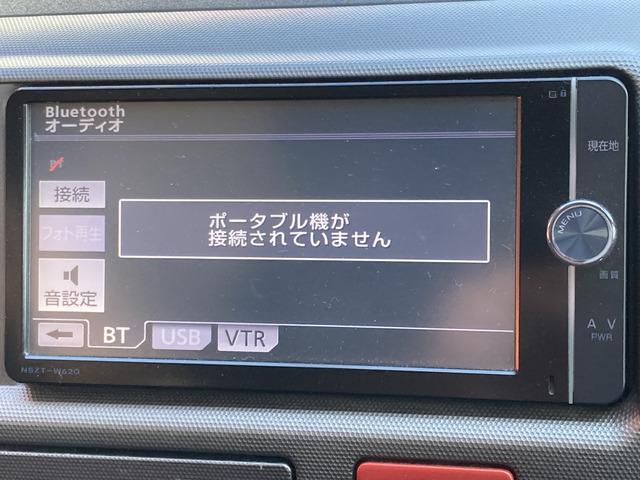 Bluetooth
オーディオ
BT
接続
フォト再生
音設定
ポータブル機が
接続されていません
BT
USB
VTR
NSZT-W62G
現在地
MENU
画質
A V
PWR